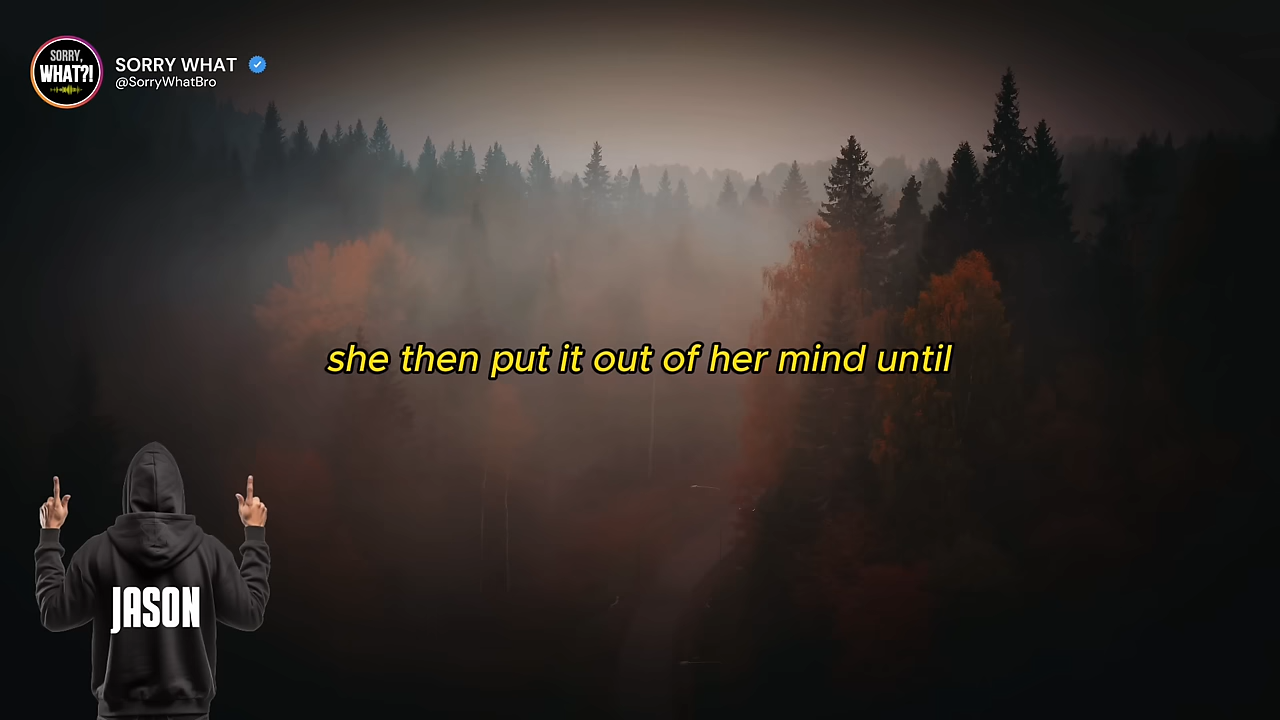 SORRY,
WHAT?!
SORRY WHAT
@SorryWhatBro
she then put it out of her mind until
JASON